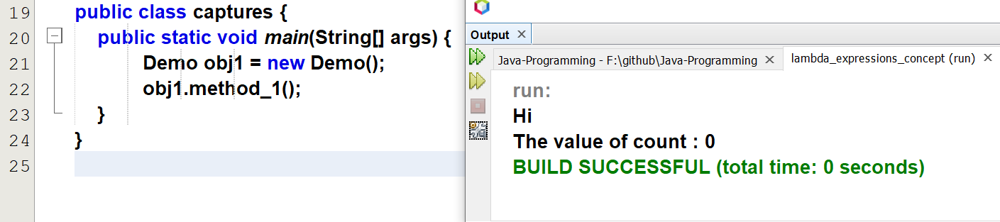 19 public class captures {
20 public static void main(String[] args) {
21 Demo obj1 = new Demo();
22 obj1.method_1();
23 }
24 }
25
Output
Java-Programming - F:\github\Java-Programming
lambda_expressions_concept (run)
run:
Hi
The value of count : 0
BUILD SUCCESSFUL (total time: 0 seconds)